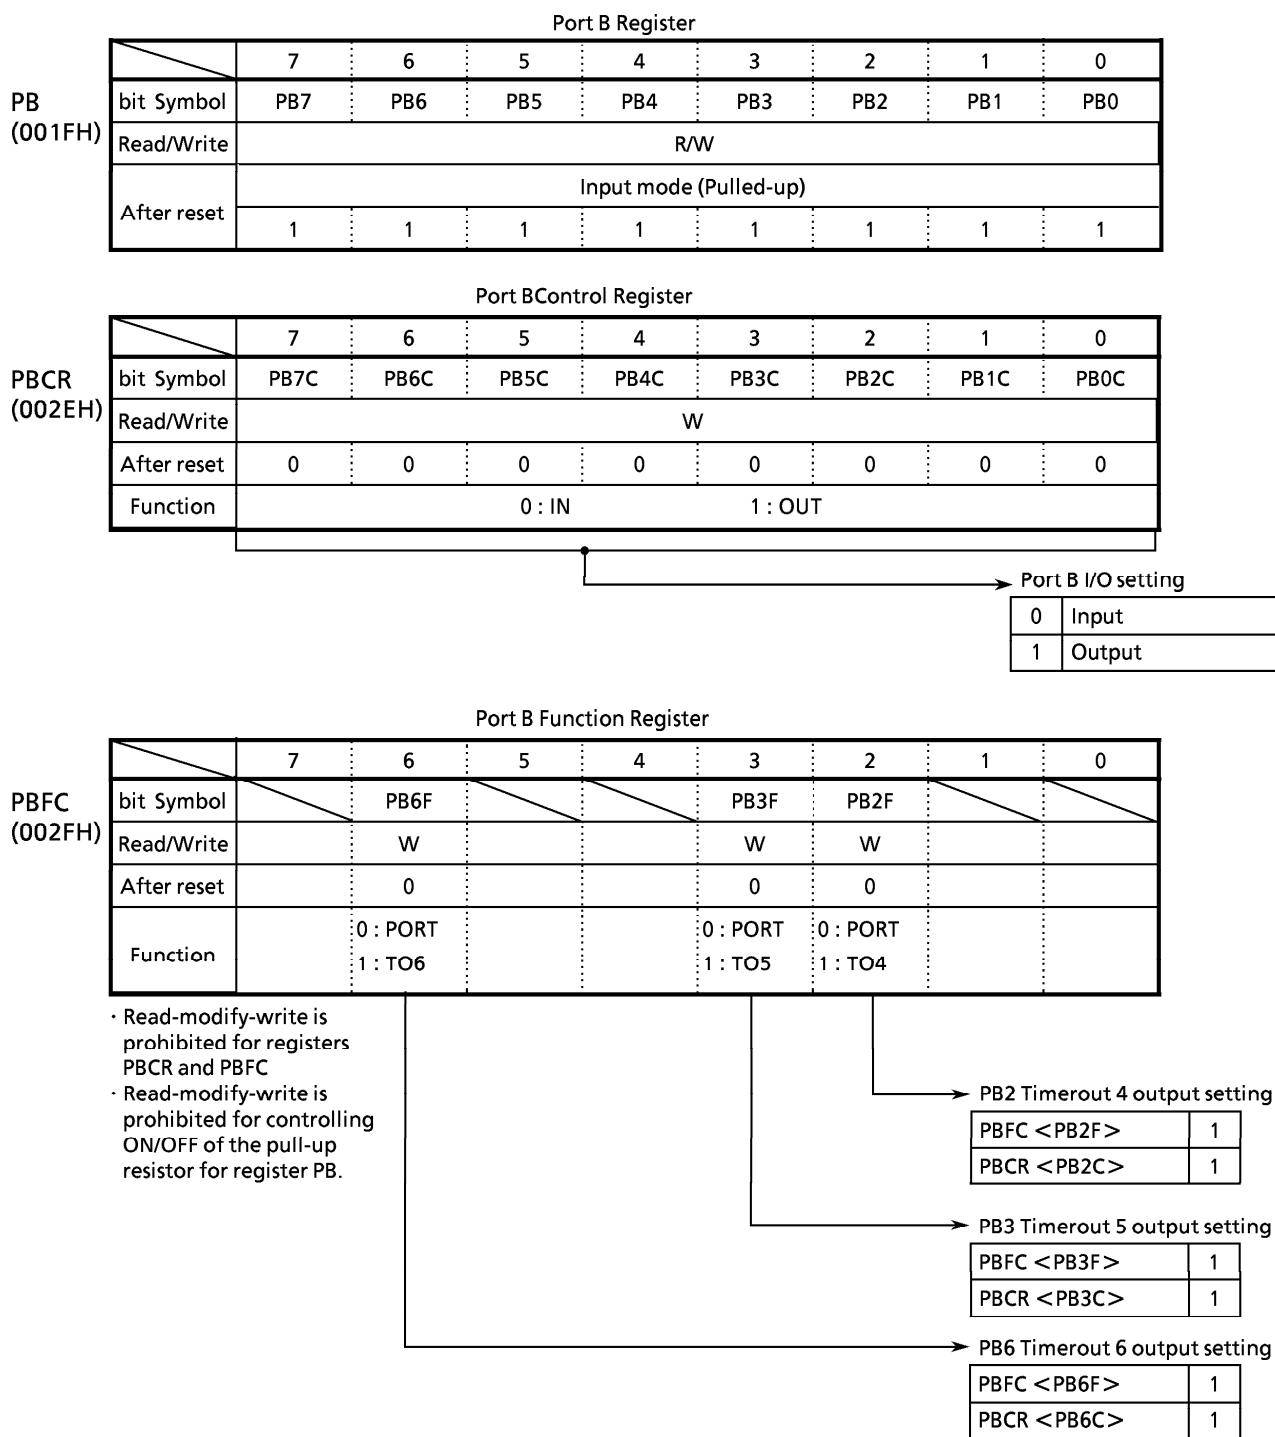 Port B Register
7 6 5 4 3 2 1 0
PB
(001FH)
bit Symbol PB7 PB6 PB5 PB4 PB3 PB2 PB1 PB0
Read/Write R/W
After reset
Input mode (Pulled-up)
1 1 1 1 1 1 1 1
Port BControl Register
7 6 5 4 3 2 1 0
PBCR
(002EH)
bit Symbol PB7C PB6C PB5C PB4C PB3C PB2C PB1C PB0C
Read/Write W
After reset 0 0 0 0 0 0 0 0
Function 0 : IN 1 : OUT
Port B I/O setting
0 Input
1 Output
Port B Function Register
7 6 5 4 3 2 1 0
PBFC
(002FH)
bit Symbol PB6F PB3F PB2F
Read/Write W W W
After reset 0 0 0
Function
0 : PORT 0 : PORT 0 : PORT
1 : TO6 1 : TO5 1 : TO4
· Read-modify-write is
prohibited for registers
PBCR and PBFC
· Read-modify-write is
prohibited for controlling
ON/OFF of the pull-up
resistor for register PB.
PB2 Timerout 4 output setting
PBFC <PB2F> 1
PBCR <PB2C> 1
PB3 Timerout 5 output setting
PBFC <PB3F> 1
PBCR <PB3C> 1
PB6 Timerout 6 output setting
PBFC <PB6F> 1
PBCR <PB6C> 1